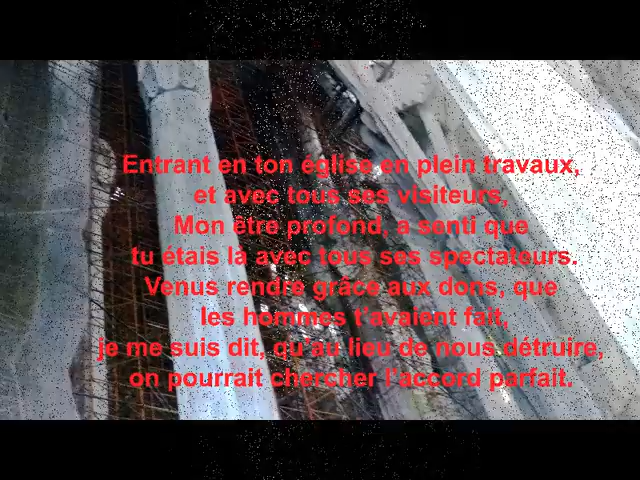 Entrant en ton église en plein travaux,
et avec tous ses visiteurs,
Mon être profond, a senti que
tu étais là avec tous ses spectateurs.
Venus rendre grâce aux dons, que
les hommes t'avaient fait,
je me suis dit, qu'au lieu de nous détruire,
on pourrait chercher l'accord parfait.